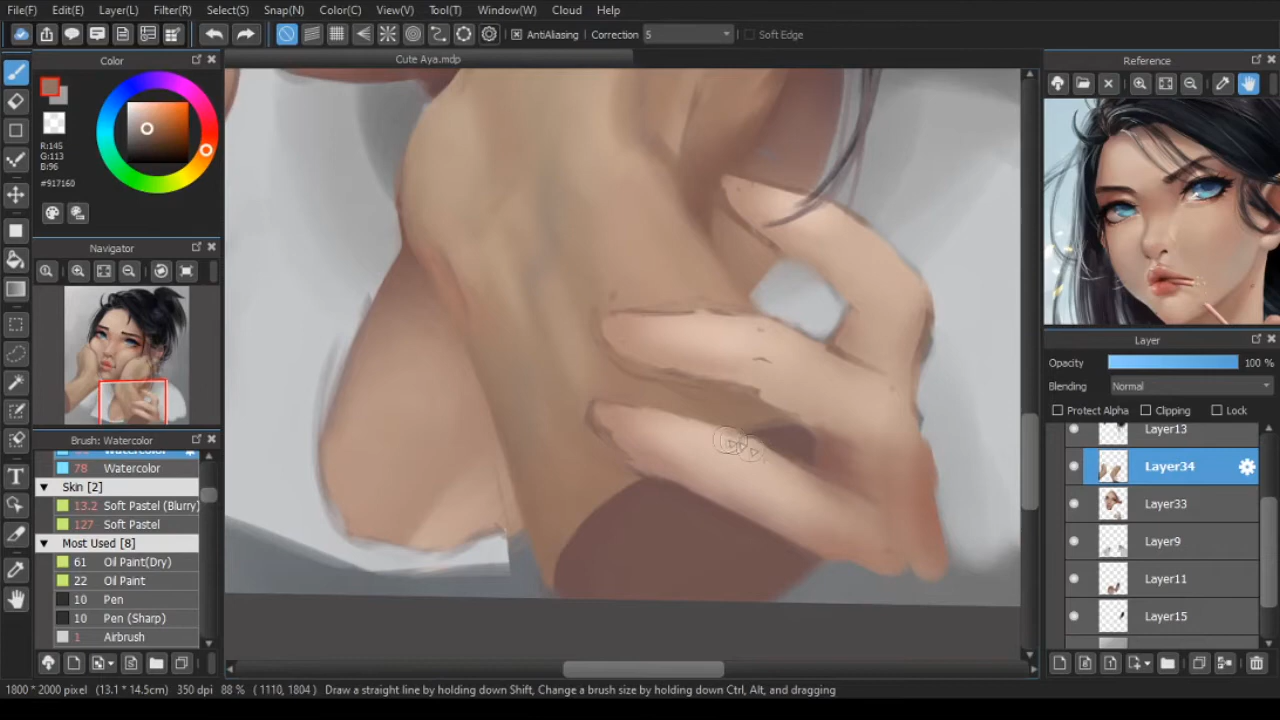 File(F) Edit(E) Layer(L) Filter(R) Select(S) Snap(N) Color(C) View(V) Tool(T) Window(W) Cloud Help
AntiAliasing Correction 5 Soft Edge
Color
Cute Aya.mdp
Reference
R:145
G:113
B:96
#917160
Navigator
Layer
Opacity 100 %
Blending Normal
Protect Alpha Clipping Lock
Brush: Watercolor
Watercolor
78 Watercolor
Skin [2]
13.2 Soft Pastel (Blurry)
127 Soft Pastel
Most Used [8]
61 Oil Paint(Dry)
22 Oil Paint
10 Pen
10 Pen (Sharp)
1 Airbrush
Layer13
Layer34
Layer33
Layer9
Layer11
Layer15
T
1800 * 2000 pixel (13.1 * 14.5cm) 350 dpi 88 % ( 1110, 1804 ) Draw a straight line by holding down Shift, Change a brush size by holding down Ctrl, Alt, and dragging